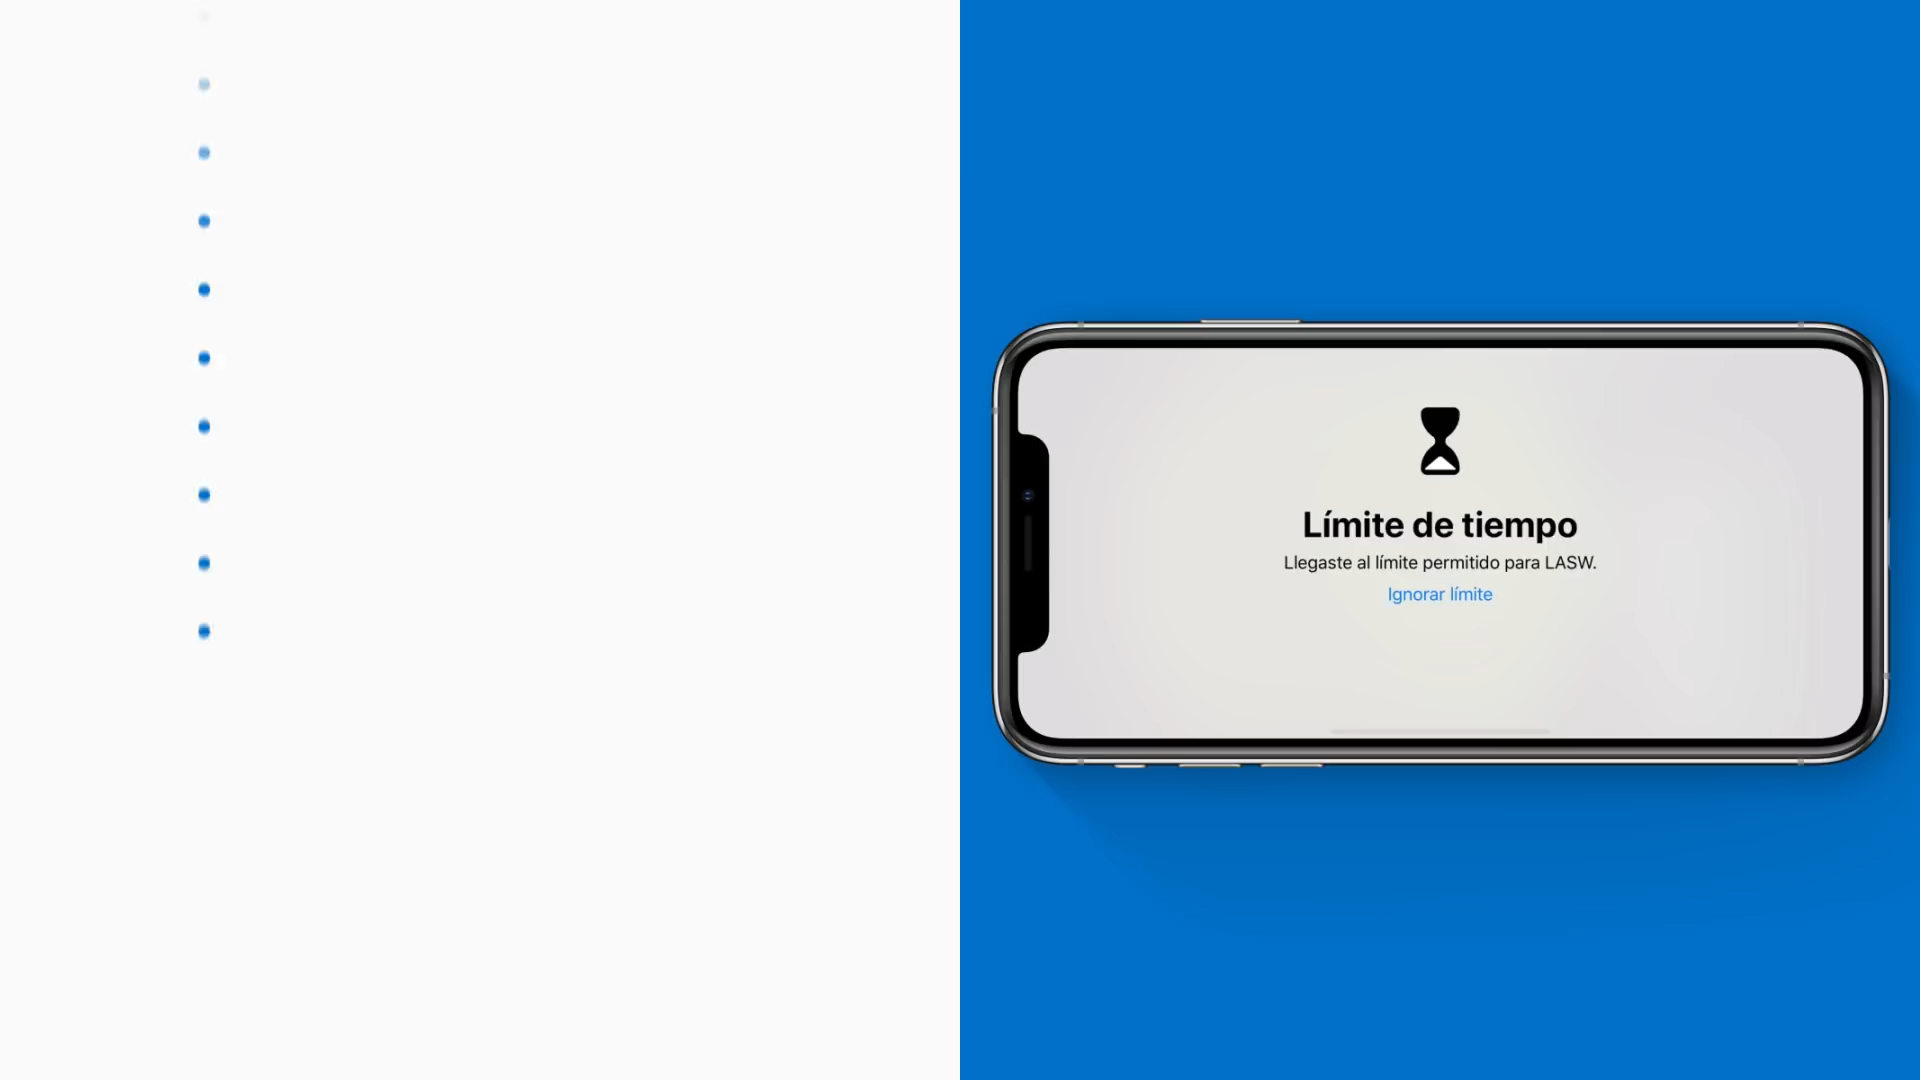 Límite de tiempo
Llegaste al límite permitido para LASW.
Ignorar límite